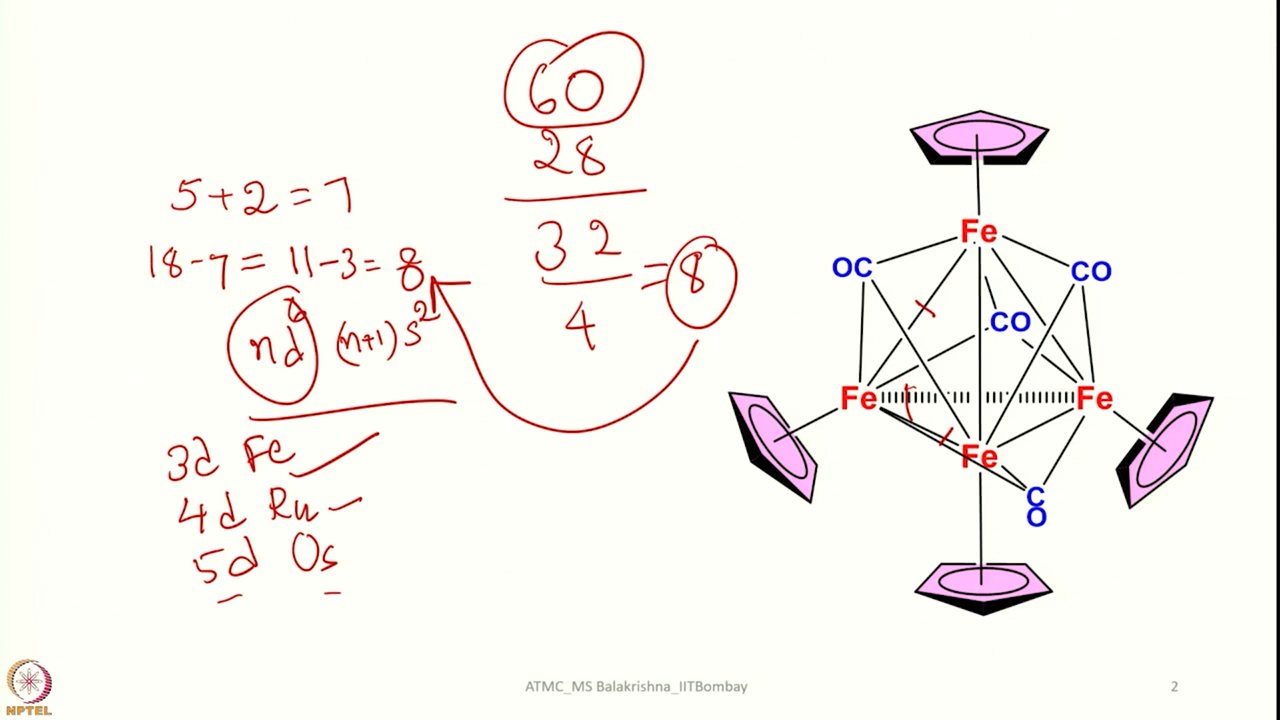 60
28
32
4
= 8
5+2=7
18-7 = 11-3= 8
nd⁶ (n+1)s²
3d Fe
4d Ru
5d Os
Fe
OC
CO
CO
Fe
Fe
Fe
C
O
NPTEL
ATMC_MS Balakrishna_IITBombay
2